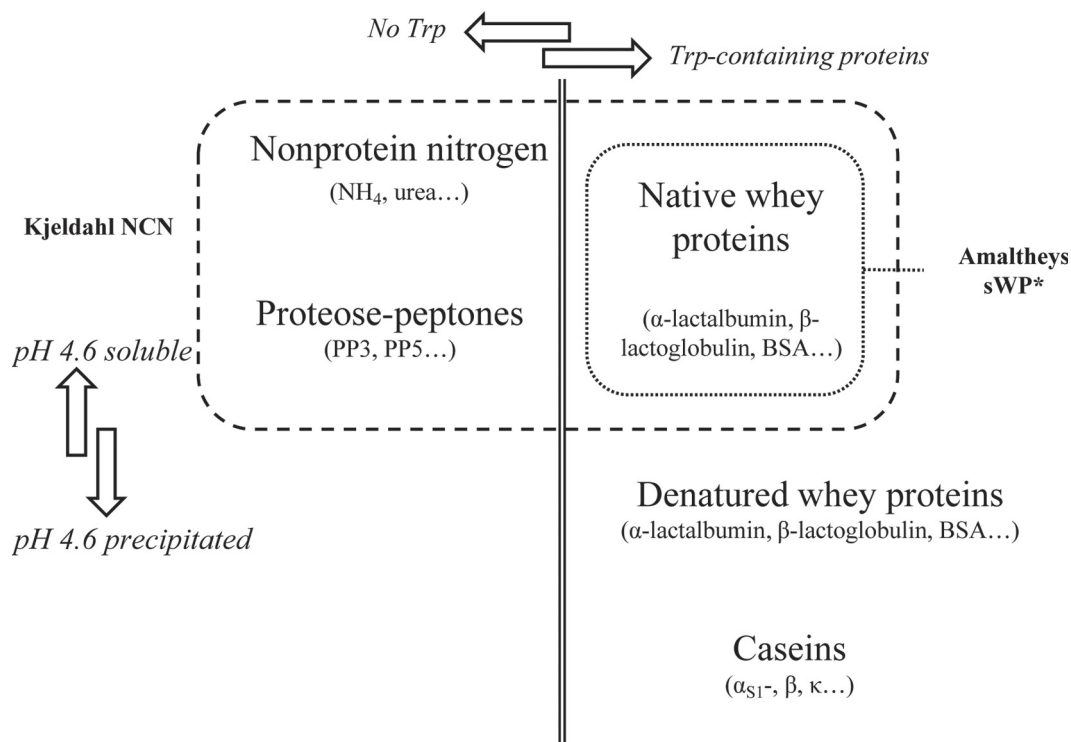 No Trp
Trp-containing proteins
Nonprotein nitrogen
(NH₄, urea…)
Kjeldahl NCN
Native whey
proteins
Amaltheys
sWP*
Proteose-peptones
(PP3, PP5…)
(α-lactalbumin, β-
lactoglobulin, BSA…)
pH 4.6 soluble
pH 4.6 precipitated
Denatured whey proteins
(α-lactalbumin, β-lactoglobulin, BSA…)
Caseins
(αS1-, β, κ…)